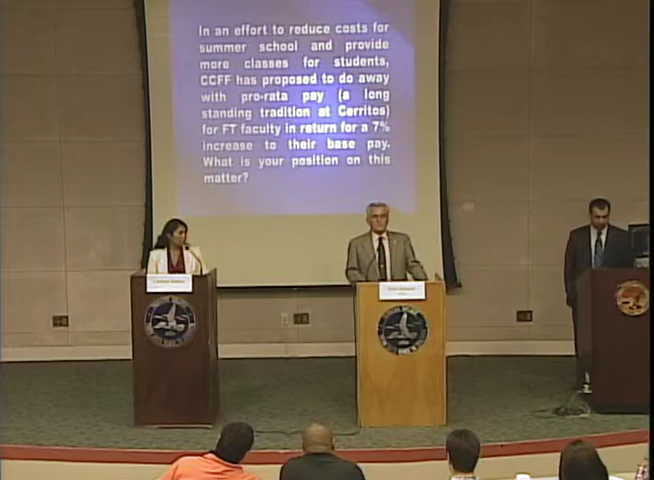 In an effort to reduce costs for
summer school and provide
more classes for students,
CCFF has proposed to do away
with pro-rata pay (a long
standing tradition at Cerritos)
for FT faculty in return for a 7%
increase to their base pay.
What is your position on this
matter?